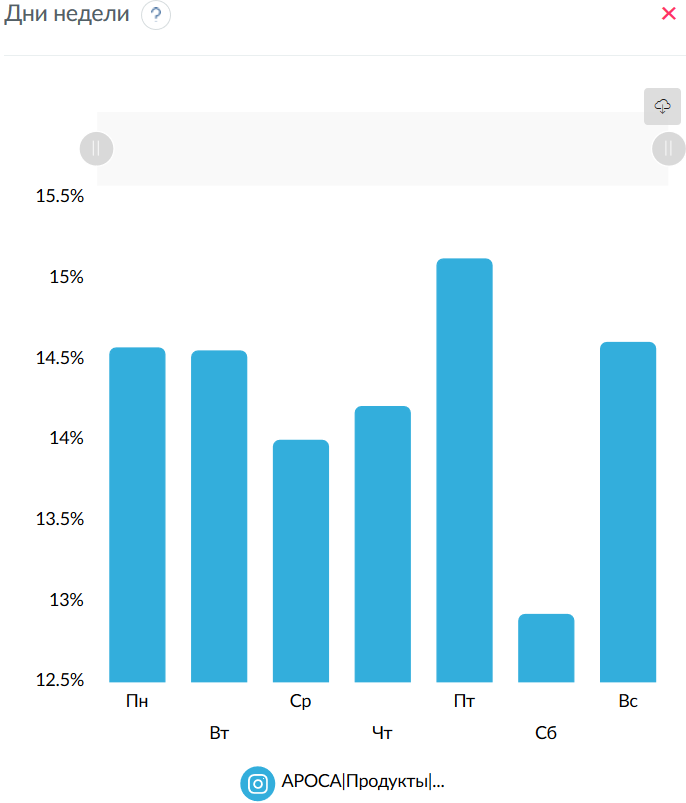 Дни недели ?
15.5%
15%
14.5%
14%
13.5%
13%
12.5%
Пн
Вт
Ср
Чт
Пт
Сб
Вс
АРОСА|Продукты|...